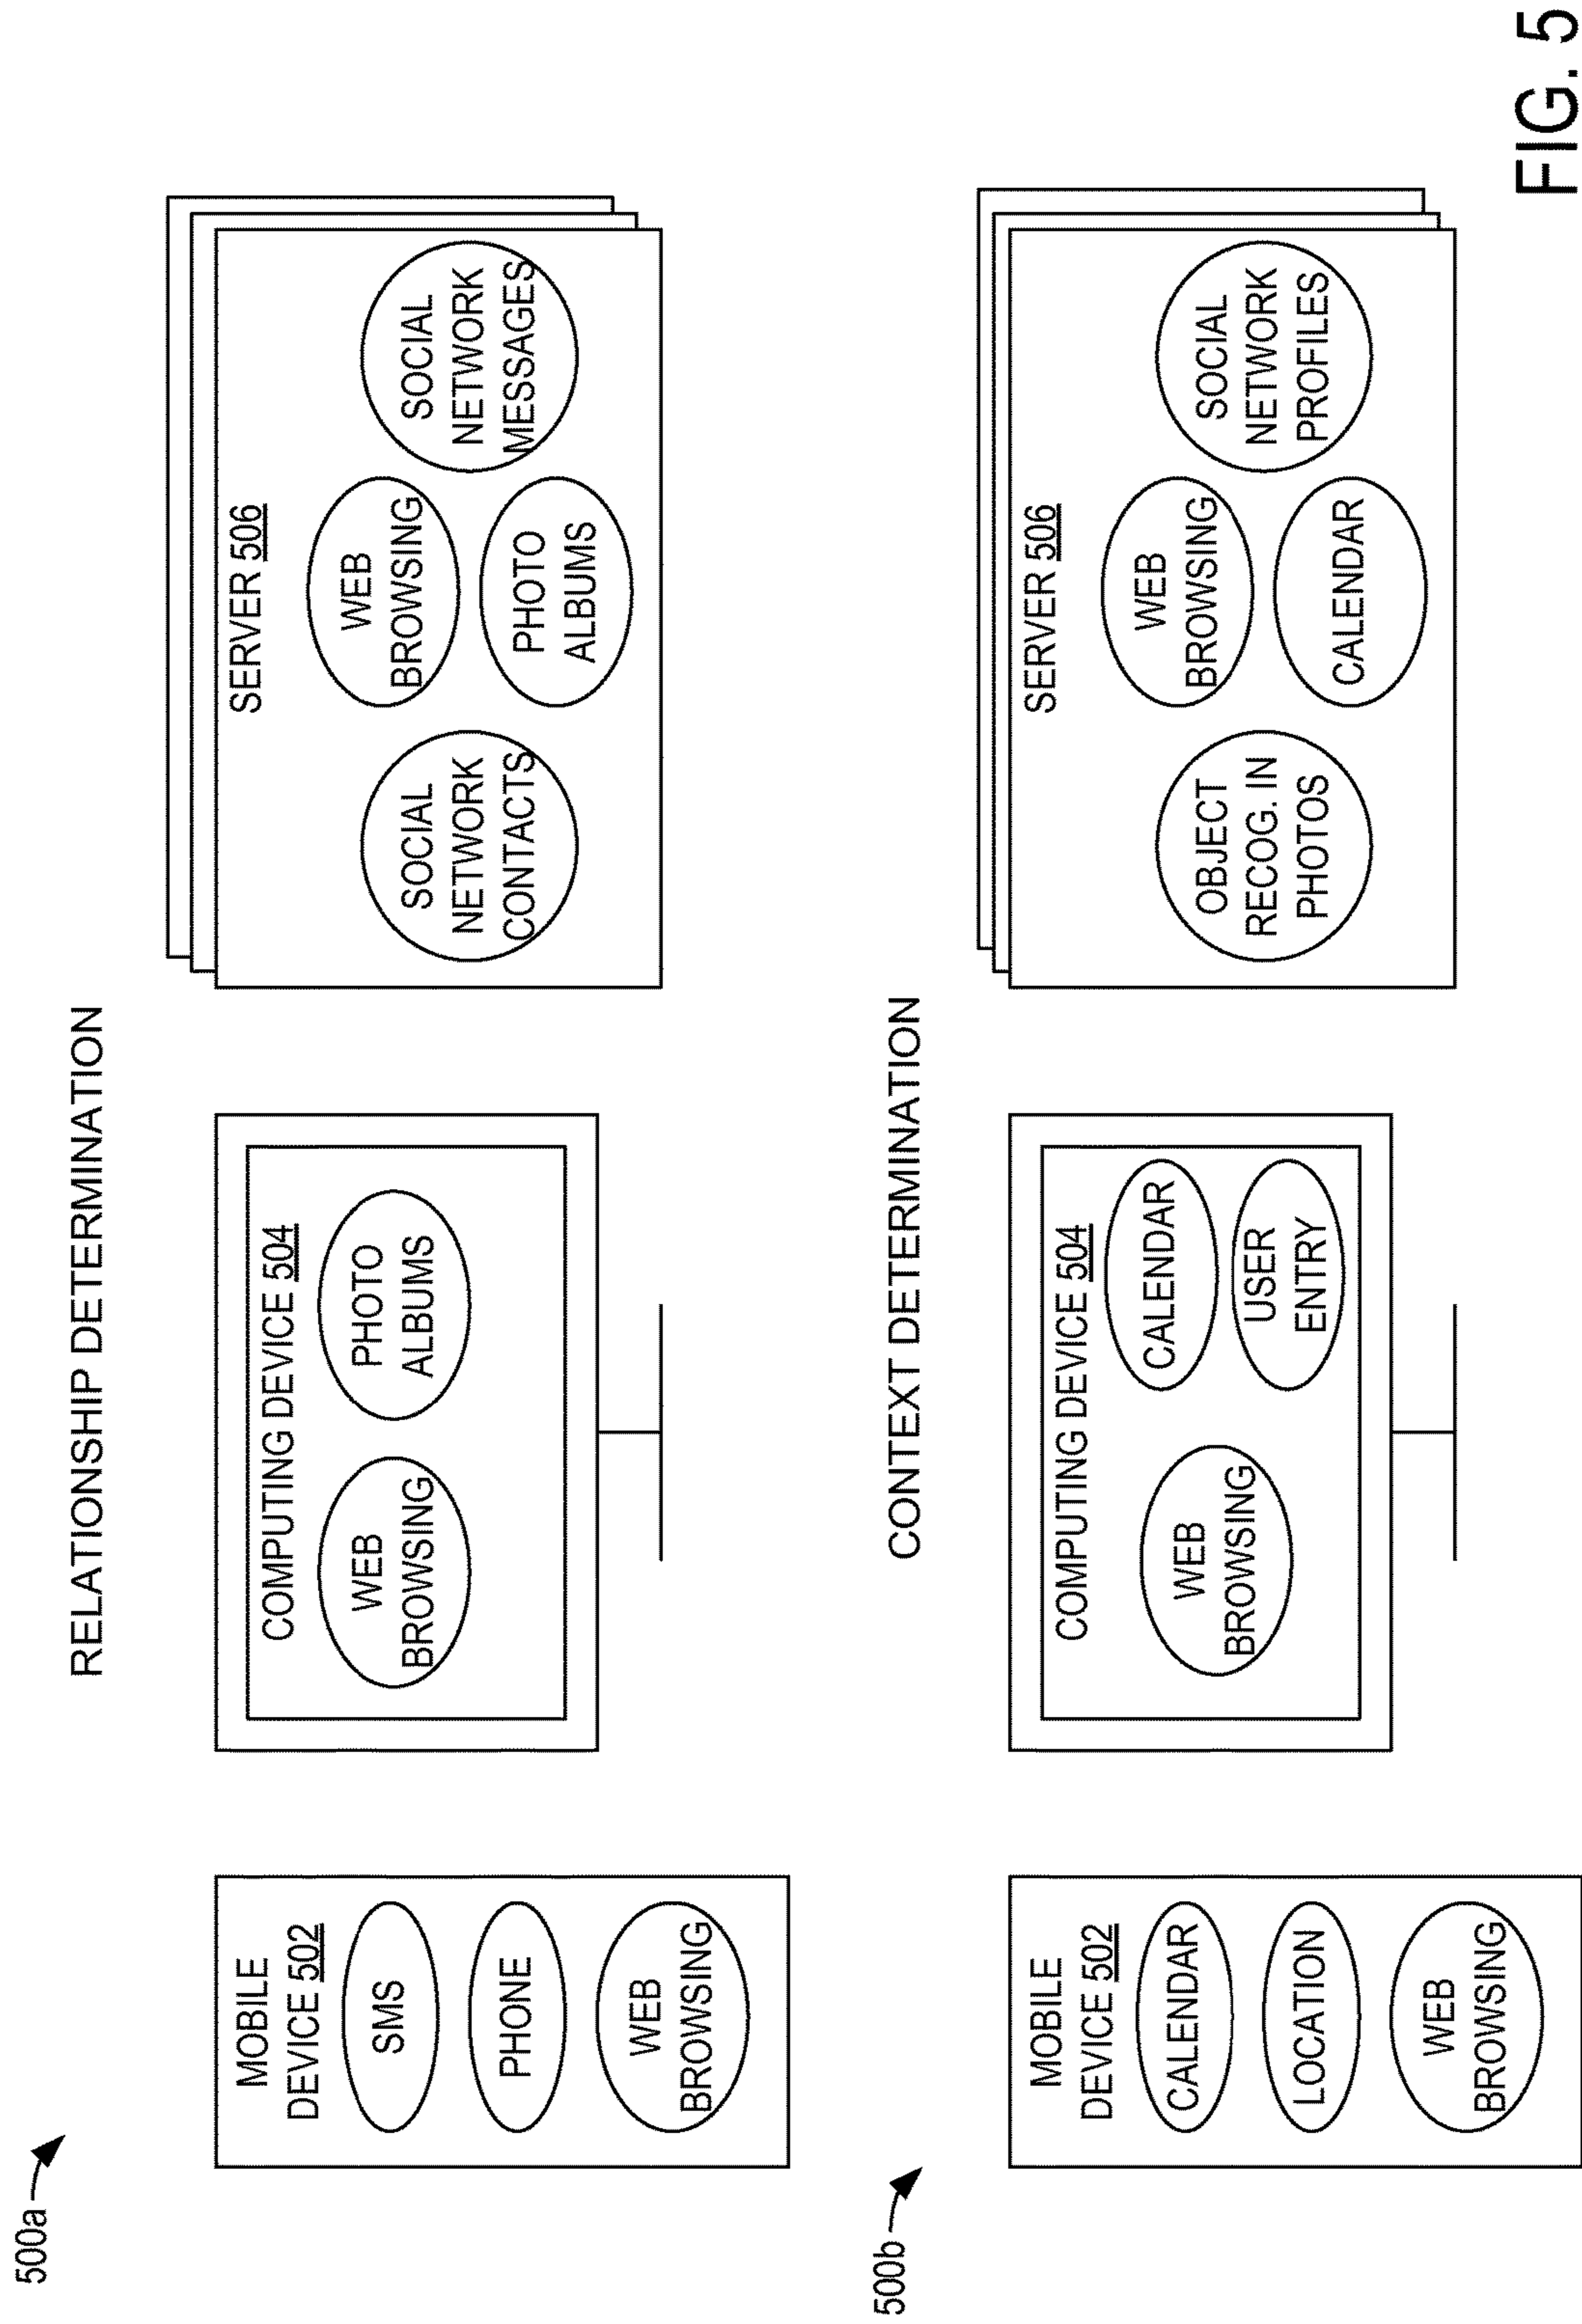 500a
RELATIONSHIP DETERMINATION
MOBILE
DEVICE 502
SMS
PHONE
WEB
BROWSING
COMPUTING DEVICE 504
WEB
BROWSING
PHOTO
ALBUMS
SERVER 506
SOCIAL
NETWORK
CONTACTS
WEB
BROWSING
PHOTO
ALBUMS
SOCIAL
NETWORK
MESSAGES
500b
CONTEXT DETERMINATION
MOBILE
DEVICE 502
CALENDAR
LOCATION
WEB
BROWSING
COMPUTING DEVICE 504
WEB
BROWSING
CALENDAR
USER
ENTRY
SERVER 506
OBJECT
RECOG. IN
PHOTOS
WEB
BROWSING
CALENDAR
SOCIAL
NETWORK
PROFILES
FIG. 5